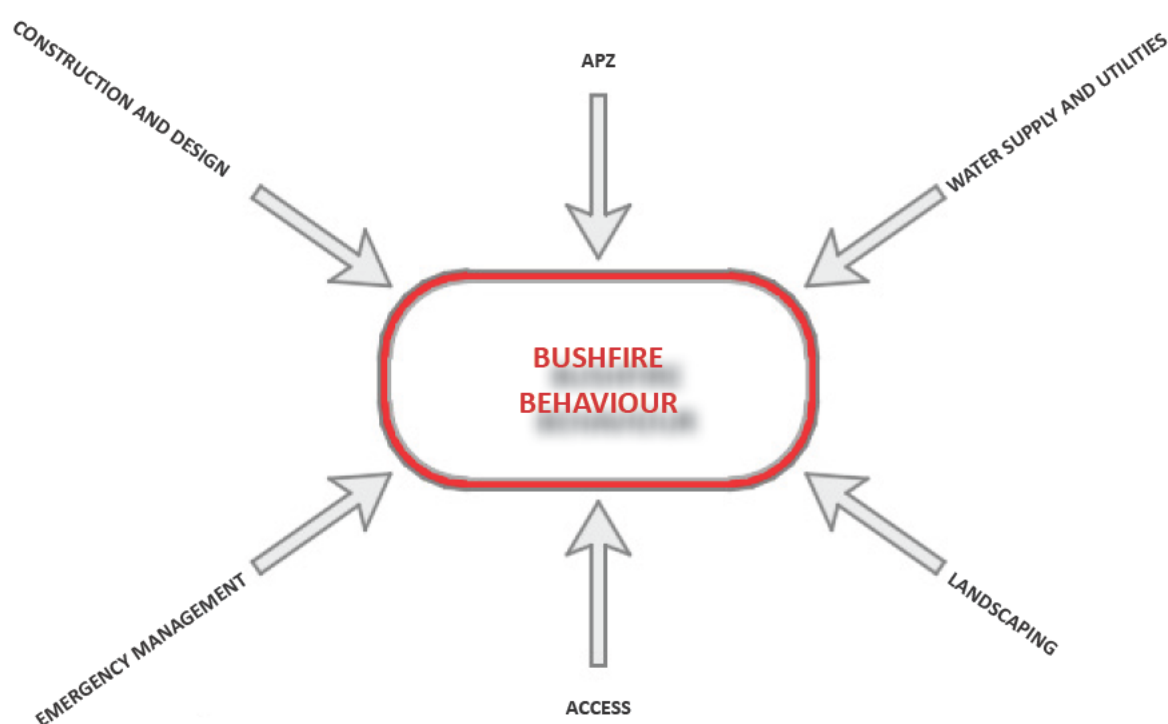 CONSTRUCTION AND DESIGN
APZ
WATER SUPPLY AND UTILITIES
BUSHFIRE
BEHAVIOUR
EMERGENCY MANAGEMENT
ACCESS
LANDSCAPING